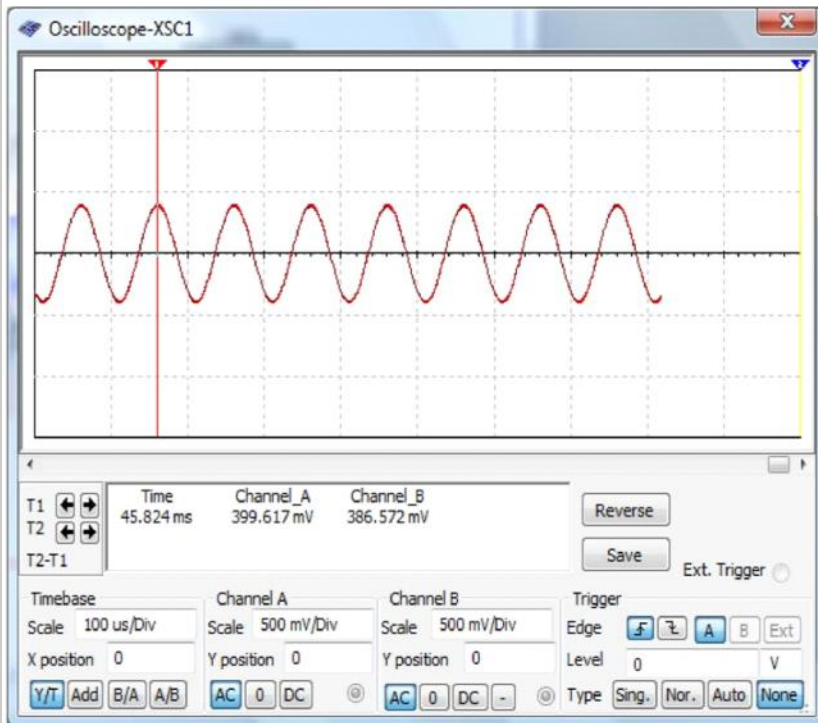 Oscilloscope-XSC1
1
2
T1
T2
T2-T1
Time Channel_A Channel_B
45.824 ms 399.617 mV 386.572 mV
Reverse
Save
Ext. Trigger
Timebase Channel A Channel B Trigger
Scale 100 us/Div Scale 500 mV/Div Scale 500 mV/Div Edge A B Ext
X position 0 Y position 0 Y position 0 Level 0 V
Y/T Add B/A A/B AC 0 DC AC 0 DC - Type Sing. Nor. Auto None